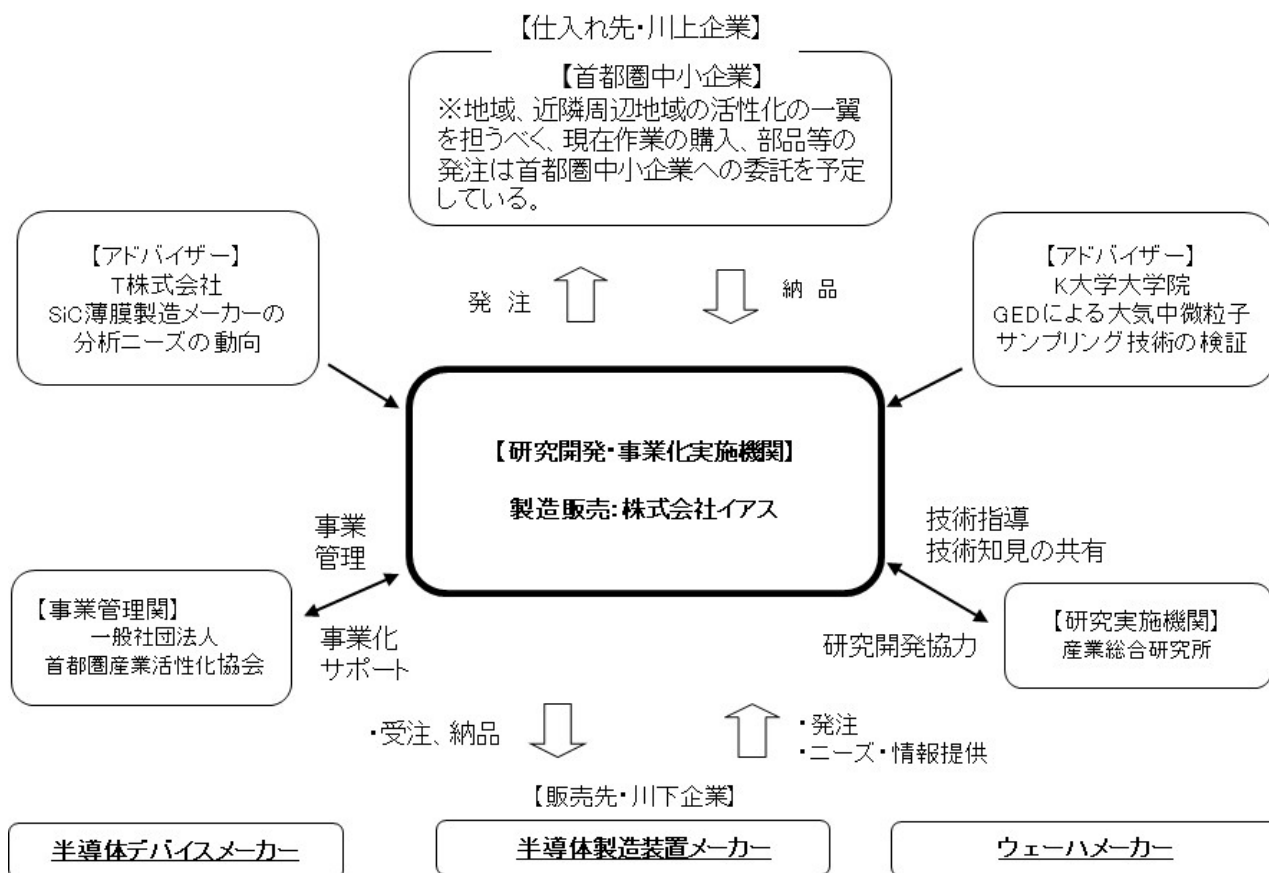 【仕入れ先・川上企業】
【首都圏中小企業】
※地域、近隣周辺地域の活性化の一翼
を担うべく、現在作業の購入、部品等の
発注は首都圏中小企業への委託を予定
している。
【アドバイザー】
T株式会社
SiC薄膜製造メーカーの
分析ニーズの動向
発 注
納 品
【アドバイザー】
K大学大学院
GEDによる大気中微粒子
サンプリング技術の検証
【研究開発・事業化実施機関】
製造販売：株式会社イアス
事業
管理
技術指導
技術知見の共有
【事業管理関】
一般社団法人
首都圏産業活性化協会
事業化
サポート
研究開発協力
【研究実施機関】
産業総合研究所
・受注、納品
・発注
・ニーズ・情報提供
【販売先・川下企業】
半導体デバイスメーカー
半導体製造装置メーカー
ウェーハメーカー